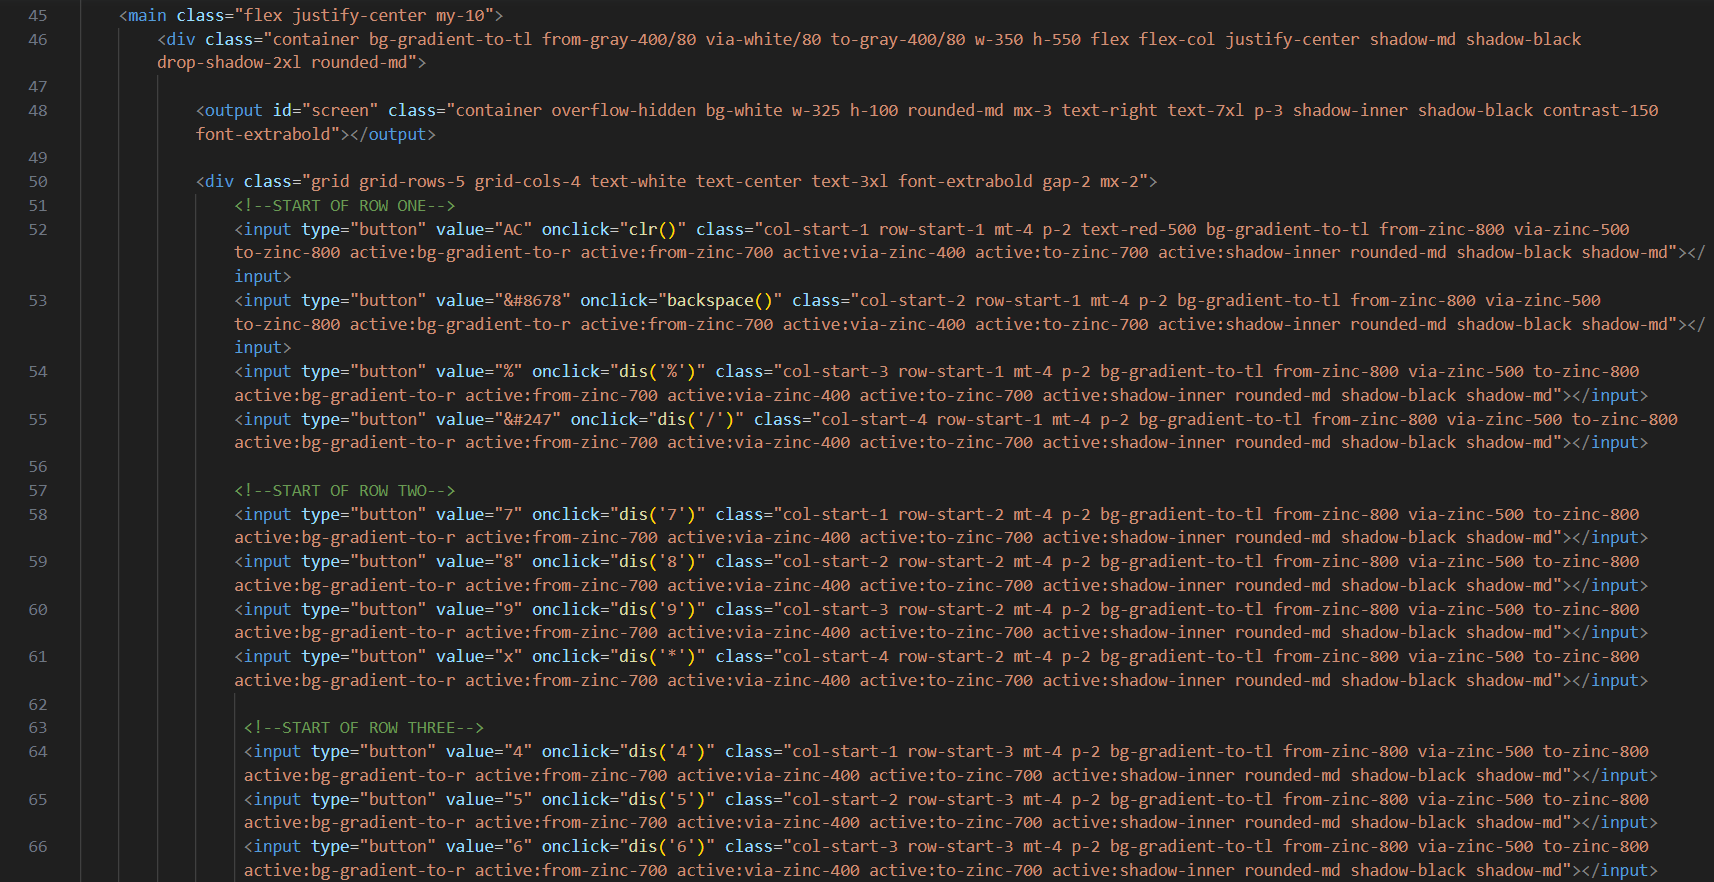 45 <main class="flex justify-center my-10">
46 <div class="container bg-gradient-to-tl from-gray-400/80 via-white/80 to-gray-400/80 w-350 h-550 flex flex-col justify-center shadow-md shadow-black
drop-shadow-2xl rounded-md">
47
48 <output id="screen" class="container overflow-hidden bg-white w-325 h-100 rounded-md mx-3 text-right text-7xl p-3 shadow-inner shadow-black contrast-150
font-extrabold"></output>
49
50 <div class="grid grid-rows-5 grid-cols-4 text-white text-center text-3xl font-extrabold gap-2 mx-2">
51 <!--START OF ROW ONE-->
52 <input type="button" value="AC" onclick="clr()" class="col-start-1 row-start-1 mt-4 p-2 text-red-500 bg-gradient-to-tl from-zinc-800 via-zinc-500
to-zinc-800 active:bg-gradient-to-r active:from-zinc-700 active:via-zinc-400 active:to-zinc-700 active:shadow-inner rounded-md shadow-black shadow-md"></
input>
53 <input type="button" value="&#8678" onclick="backspace()" class="col-start-2 row-start-1 mt-4 p-2 bg-gradient-to-tl from-zinc-800 via-zinc-500
to-zinc-800 active:bg-gradient-to-r active:from-zinc-700 active:via-zinc-400 active:to-zinc-700 active:shadow-inner rounded-md shadow-black shadow-md"></
input>
54 <input type="button" value="%" onclick="dis('%')" class="col-start-3 row-start-1 mt-4 p-2 bg-gradient-to-tl from-zinc-800 via-zinc-500 to-zinc-800
active:bg-gradient-to-r active:from-zinc-700 active:via-zinc-400 active:to-zinc-700 active:shadow-inner rounded-md shadow-black shadow-md"></input>
55 <input type="button" value="&#247" onclick="dis('/')" class="col-start-4 row-start-1 mt-4 p-2 bg-gradient-to-tl from-zinc-800 via-zinc-500 to-zinc-800
active:bg-gradient-to-r active:from-zinc-700 active:via-zinc-400 active:to-zinc-700 active:shadow-inner rounded-md shadow-black shadow-md"></input>
56
57 <!--START OF ROW TWO-->
58 <input type="button" value="7" onclick="dis('7')" class="col-start-1 row-start-2 mt-4 p-2 bg-gradient-to-tl from-zinc-800 via-zinc-500 to-zinc-800
active:bg-gradient-to-r active:from-zinc-700 active:via-zinc-400 active:to-zinc-700 active:shadow-inner rounded-md shadow-black shadow-md"></input>
59 <input type="button" value="8" onclick="dis('8')" class="col-start-2 row-start-2 mt-4 p-2 bg-gradient-to-tl from-zinc-800 via-zinc-500 to-zinc-800
active:bg-gradient-to-r active:from-zinc-700 active:via-zinc-400 active:to-zinc-700 active:shadow-inner rounded-md shadow-black shadow-md"></input>
60 <input type="button" value="9" onclick="dis('9')" class="col-start-3 row-start-2 mt-4 p-2 bg-gradient-to-tl from-zinc-800 via-zinc-500 to-zinc-800
active:bg-gradient-to-r active:from-zinc-700 active:via-zinc-400 active:to-zinc-700 active:shadow-inner rounded-md shadow-black shadow-md"></input>
61 <input type="button" value="x" onclick="dis('*')" class="col-start-4 row-start-2 mt-4 p-2 bg-gradient-to-tl from-zinc-800 via-zinc-500 to-zinc-800
active:bg-gradient-to-r active:from-zinc-700 active:via-zinc-400 active:to-zinc-700 active:shadow-inner rounded-md shadow-black shadow-md"></input>
62
63 <!--START OF ROW THREE-->
64 <input type="button" value="4" onclick="dis('4')" class="col-start-1 row-start-3 mt-4 p-2 bg-gradient-to-tl from-zinc-800 via-zinc-500 to-zinc-800
active:bg-gradient-to-r active:from-zinc-700 active:via-zinc-400 active:to-zinc-700 active:shadow-inner rounded-md shadow-black shadow-md"></input>
65 <input type="button" value="5" onclick="dis('5')" class="col-start-2 row-start-3 mt-4 p-2 bg-gradient-to-tl from-zinc-800 via-zinc-500 to-zinc-800
active:bg-gradient-to-r active:from-zinc-700 active:via-zinc-400 active:to-zinc-700 active:shadow-inner rounded-md shadow-black shadow-md"></input>
66 <input type="button" value="6" onclick="dis('6')" class="col-start-3 row-start-3 mt-4 p-2 bg-gradient-to-tl from-zinc-800 via-zinc-500 to-zinc-800
active:bg-gradient-to-r active:from-zinc-700 active:via-zinc-400 active:to-zinc-700 active:shadow-inner rounded-md shadow-black shadow-md"></input>